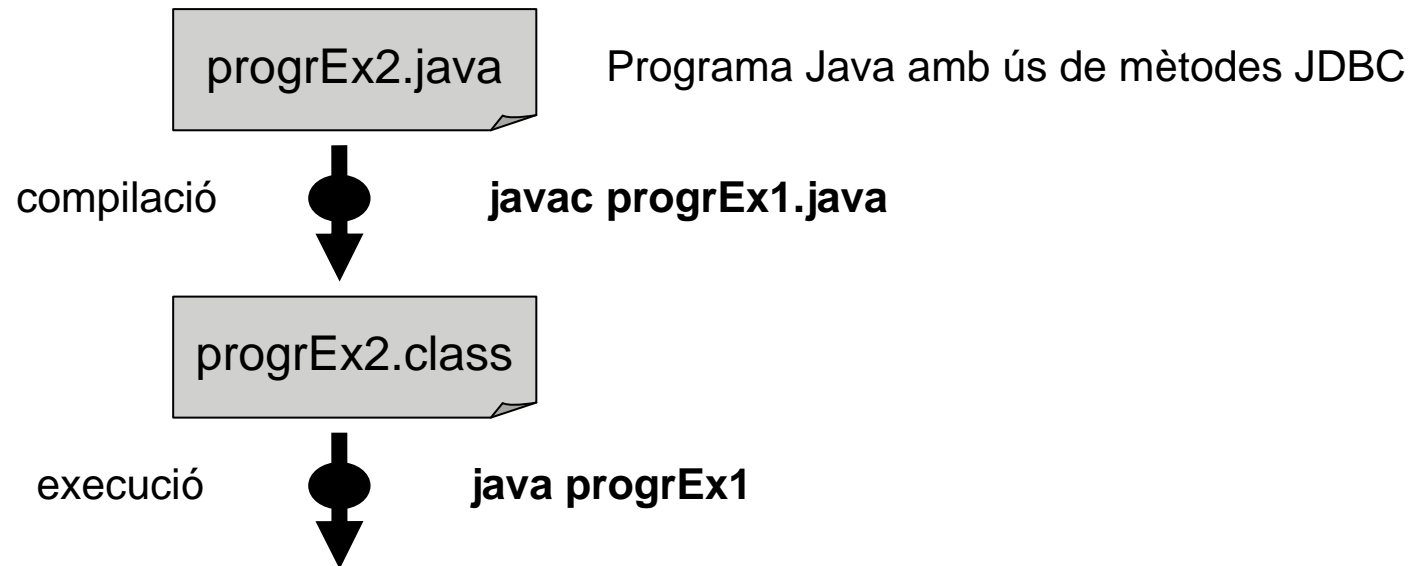 progrEx2.java
Programa Java amb ús de mètodes JDBC
compilació
javac progrEx1.java
progrEx2.class
execució
java progrEx1